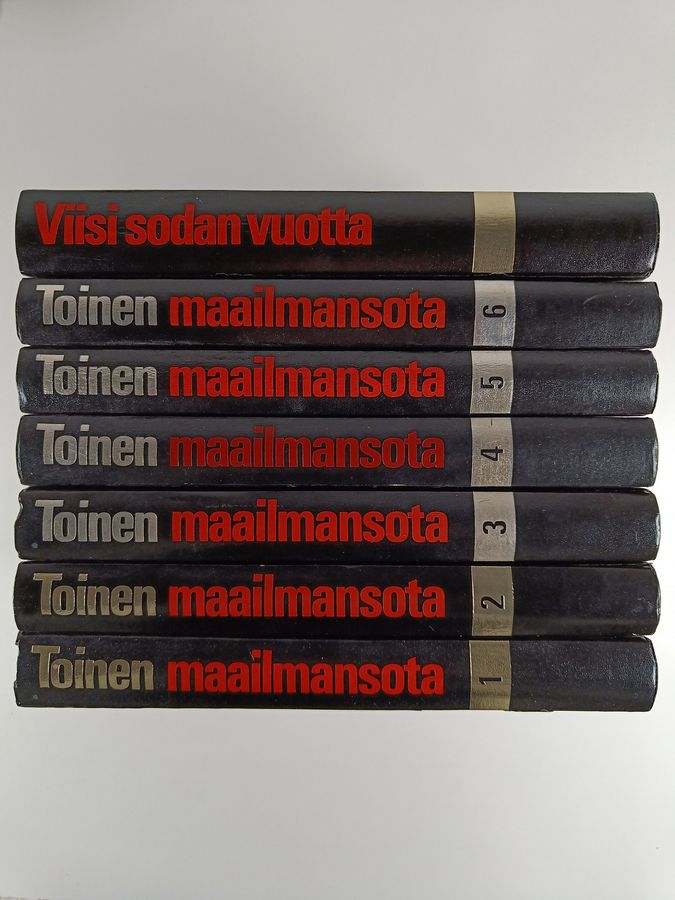 Viisi sodan vuotta
Toinen maailmansota 6
Toinen maailmansota 5
Toinen maailmansota 4
Toinen maailmansota 3
Toinen maailmansota 2
Toinen maailmansota 1